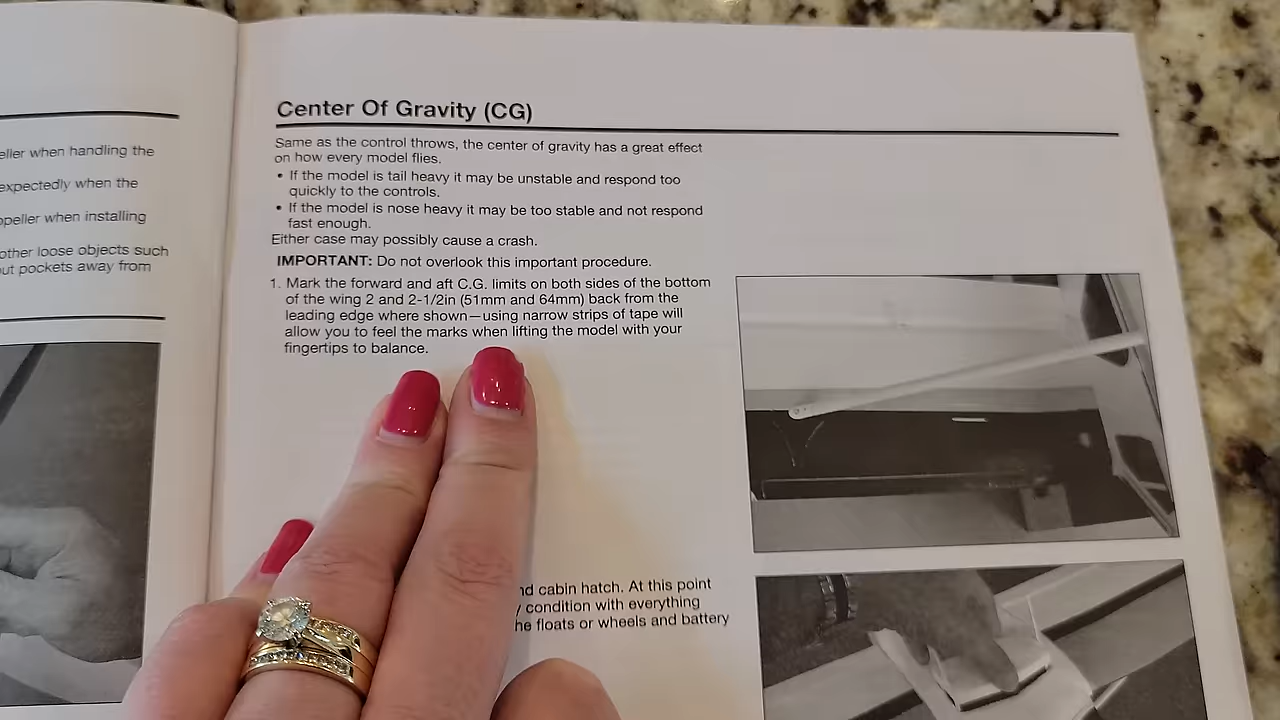 eller when handling the
expectedly when the
opeller when installing
other loose objects such
out pockets away from
Center Of Gravity (CG)
Same as the control throws, the center of gravity has a great effect
on how every model flies.
• If the model is tail heavy it may be unstable and respond too
quickly to the controls.
• If the model is nose heavy it may be too stable and not respond
fast enough.
Either case may possibly cause a crash.
IMPORTANT: Do not overlook this important procedure.
1. Mark the forward and aft C.G. limits on both sides of the bottom
of the wing 2 and 2-1/2in (51mm and 64mm) back from the
leading edge where shown—using narrow strips of tape will
allow you to feel the marks when lifting the model with your
fingertips to balance.
nd cabin hatch. At this point
condition with everything
he floats or wheels and battery